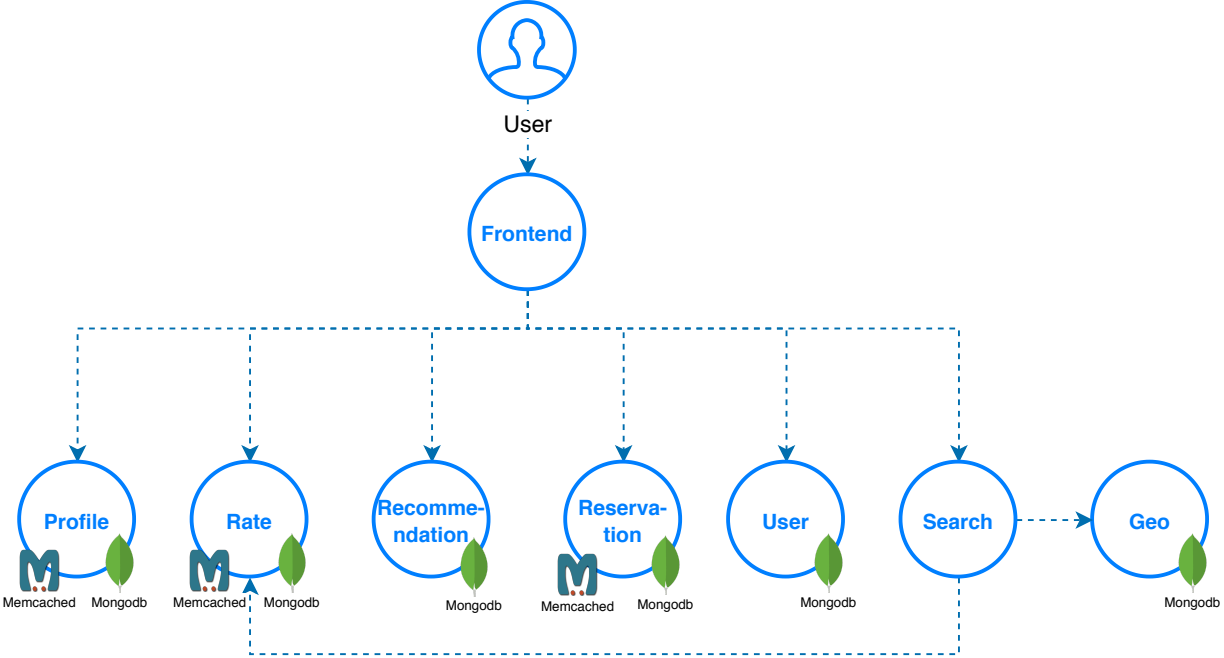 User
Frontend
Profile
Rate
Recomme-
ndation
Reserva-
tion
User
Search
Geo
Memcached
Mongodb
Memcached
Mongodb
Mongodb
Memcached
Mongodb
Mongodb
Mongodb